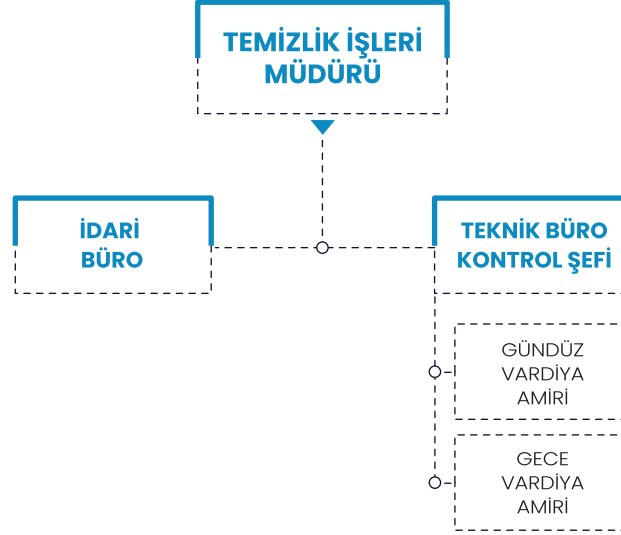 TEMİZLİK İŞLERİ
MÜDÜRÜ
İDARİ
BÜRO
TEKNİK BÜRO
KONTROL ŞEFİ
GÜNDÜZ
VARDİYA
AMİRİ
GECE
VARDİYA
AMİRİ